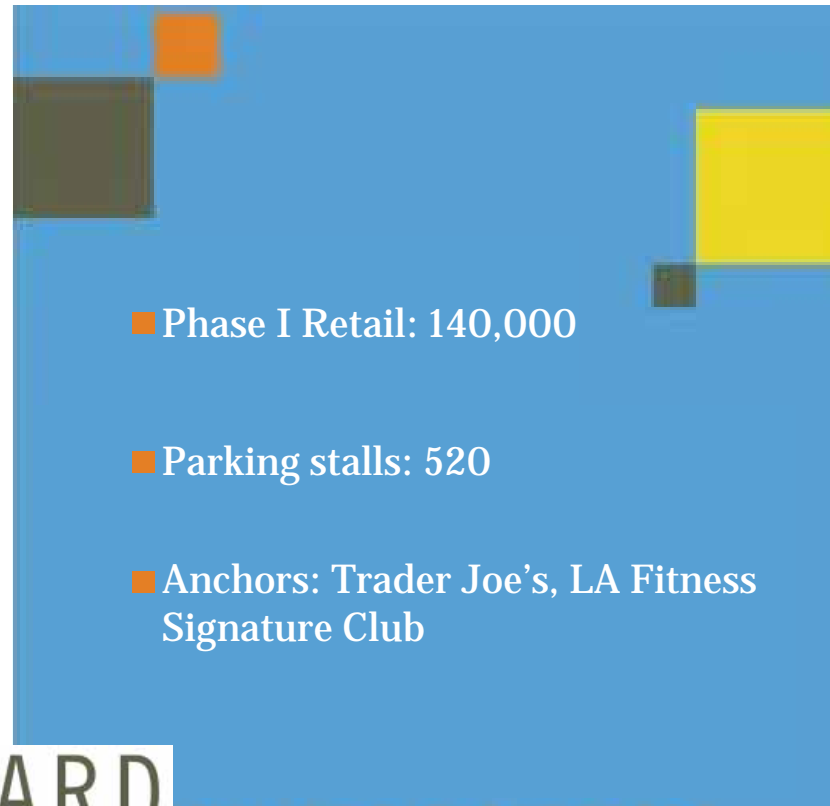 Phase I Retail: 140,000
Parking stalls: 520
Anchors: Trader Joe’s, LA Fitness
Signature Club
ARD